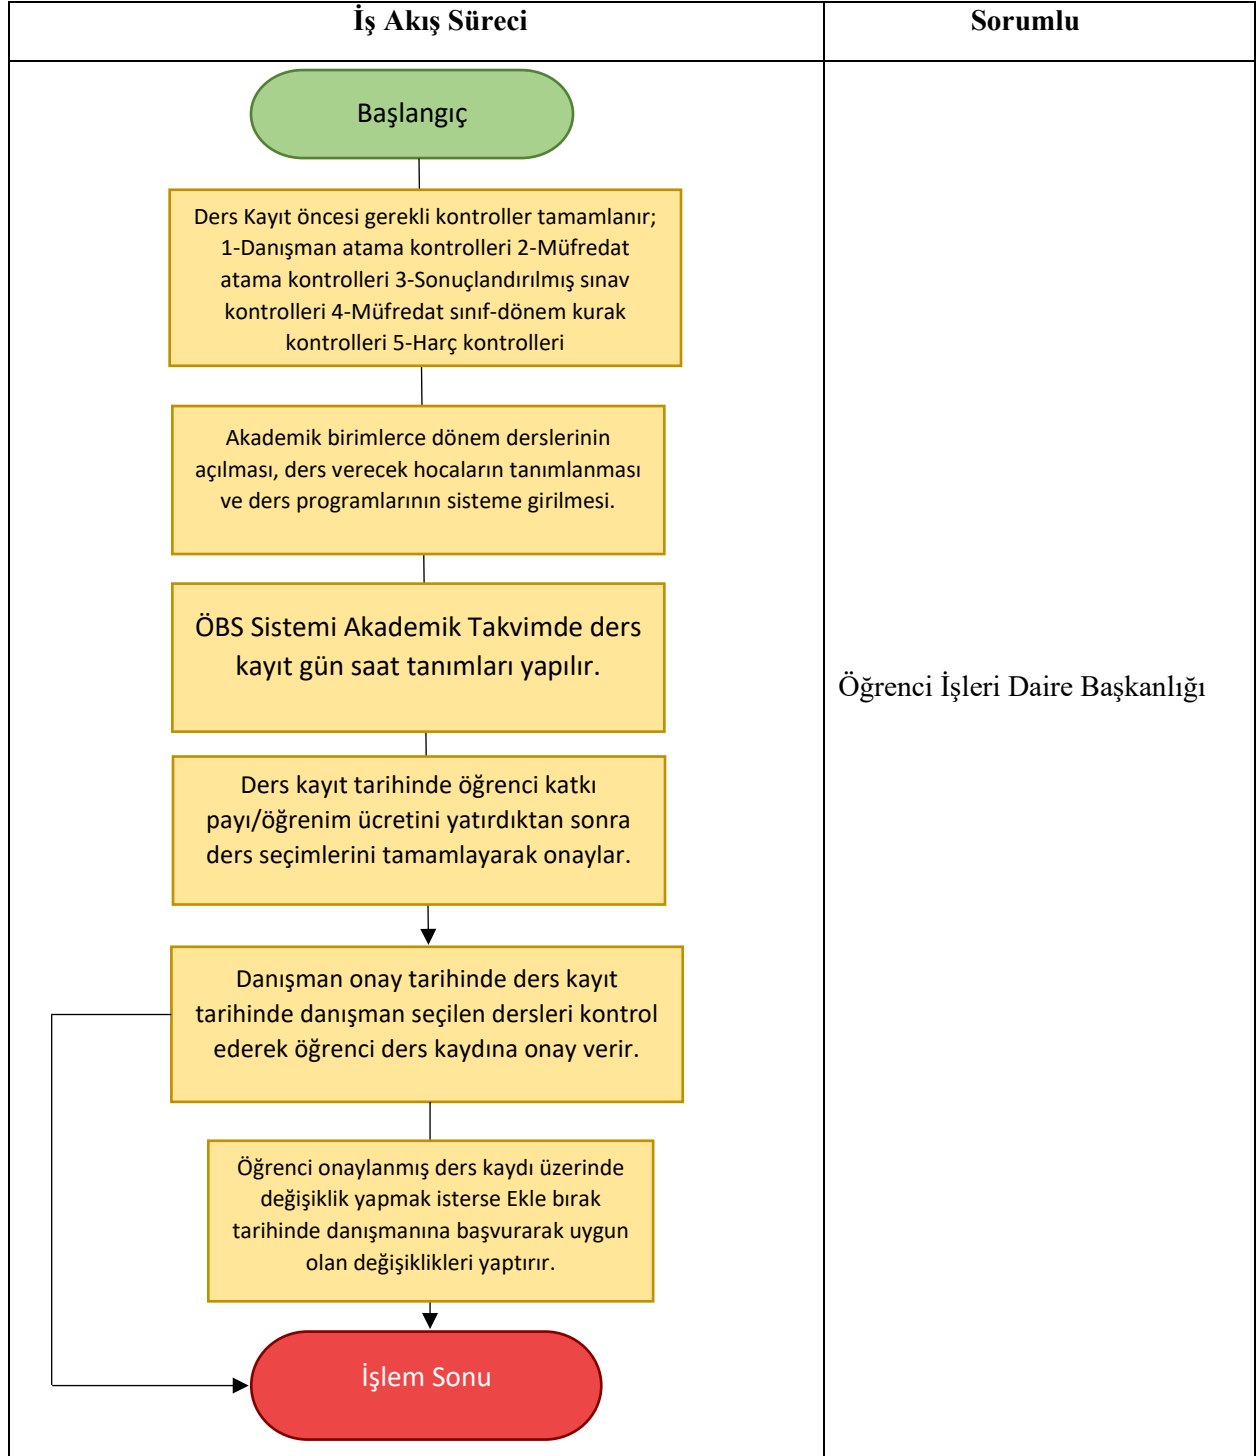 İş Akış Süreci
Sorumlu
Başlangıç
Ders Kayıt öncesi gerekli kontroller tamamlanır;
1-Danışman atama kontrolleri 2-Müfredat
atama kontrolleri 3-Sonuçlandırılmış sınav
kontrolleri 4-Müfredat sınıf-dönem kurak
kontrolleri 5-Harç kontrolleri
Akademik birimlerce dönem derslerinin
açılması, ders verecek hocaların tanımlanması
ve ders programlarının sisteme girilmesi.
ÖBS Sistemi Akademik Takvimde ders
kayıt gün saat tanımları yapılır.
Ders kayıt tarihinde öğrenci katkı
payı/öğrenim ücretini yatırdıktan sonra
ders seçimlerini tamamlayarak onaylar.
Danışman onay tarihinde ders kayıt
tarihinde danışman seçilen dersleri kontrol
ederek öğrenci ders kaydına onay verir.
Öğrenci onaylanmış ders kaydı üzerinde
değişiklik yapmak isterse Ekle bırak
tarihinde danışmanına başvurarak uygun
olan değişiklikleri yaptırır.
İşlem Sonu
Öğrenci İşleri Daire Başkanlığı